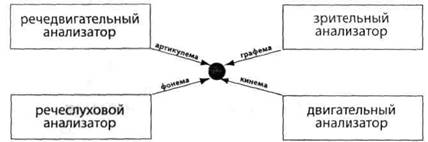 речедвигательный
анализатор
зрительный
анализатор
артикулема
графема
фонема
кинема
речеслуховой
анализатор
двигательный
анализатор